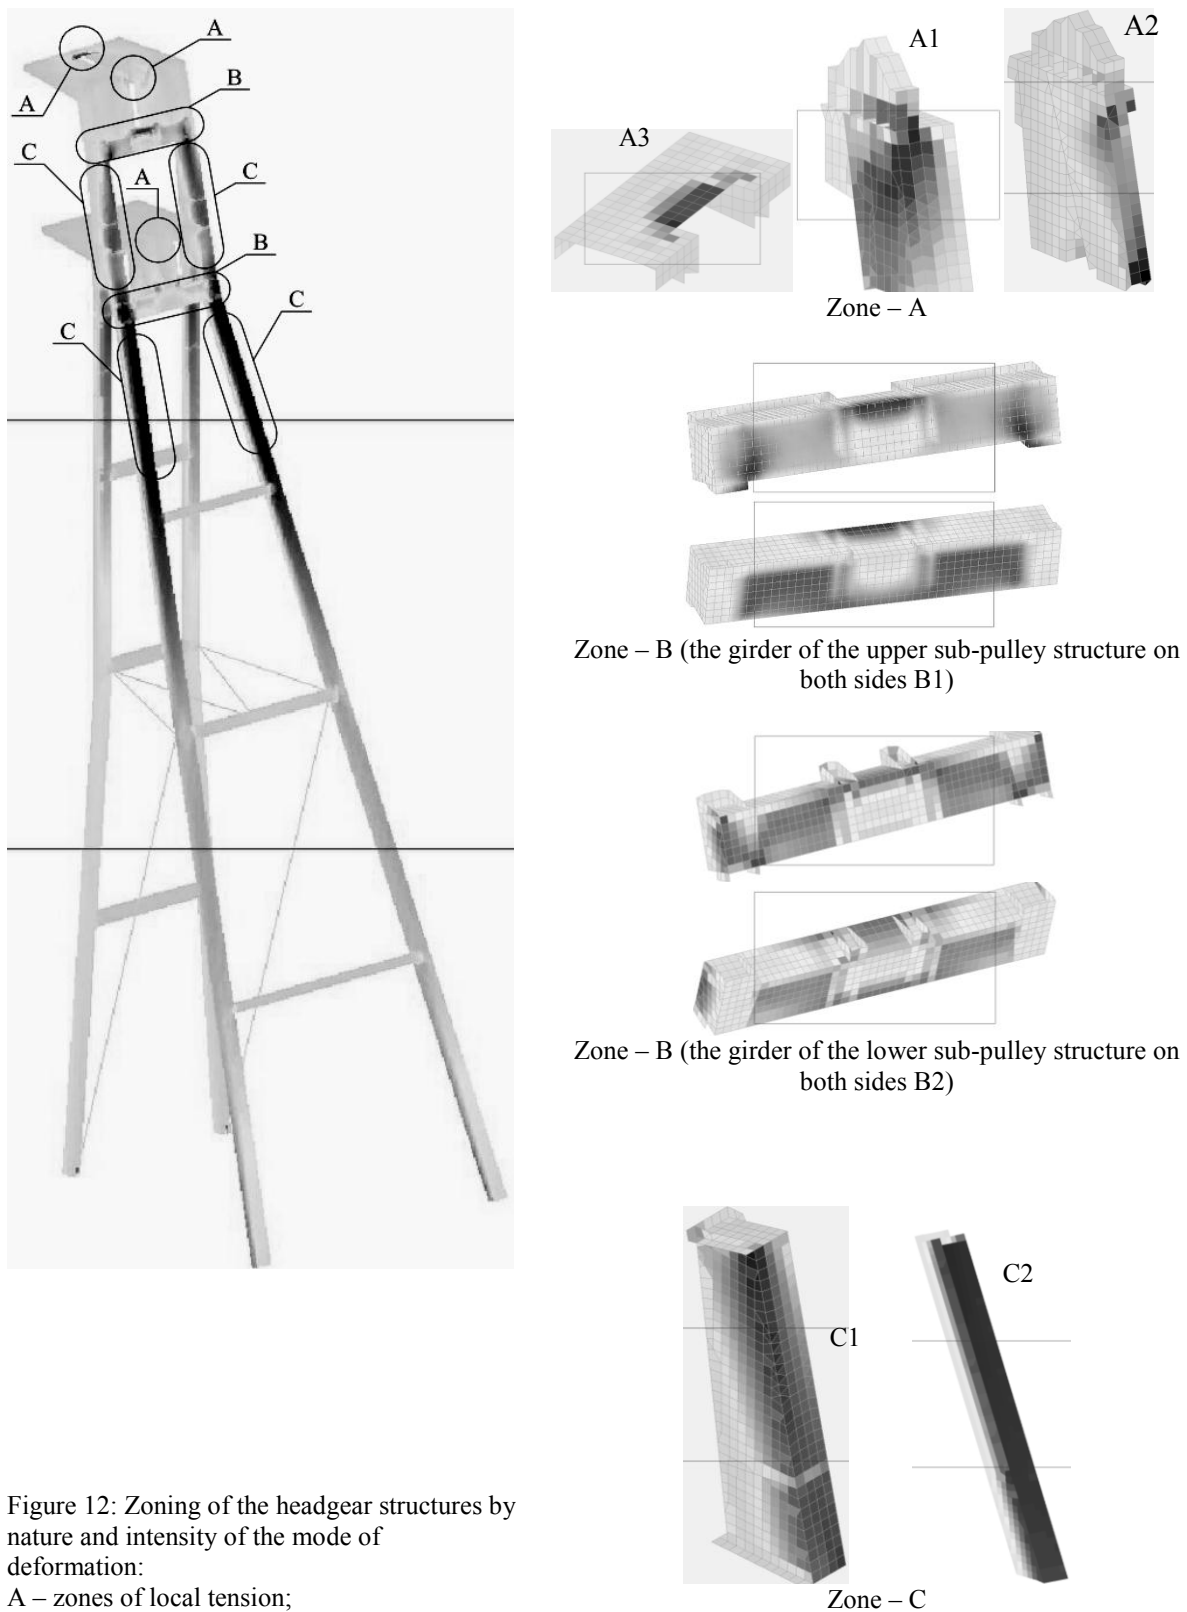 A
A
B
C
A
C
B
C
C
A3
A1
A2
Zone – A
Zone – B (the girder of the upper sub-pulley structure on
both sides B1)
Zone – B (the girder of the lower sub-pulley structure on
both sides B2)
C1
C2
Zone – C
Figure 12: Zoning of the headgear structures by
nature and intensity of the mode of
deformation:
A – zones of local tension;